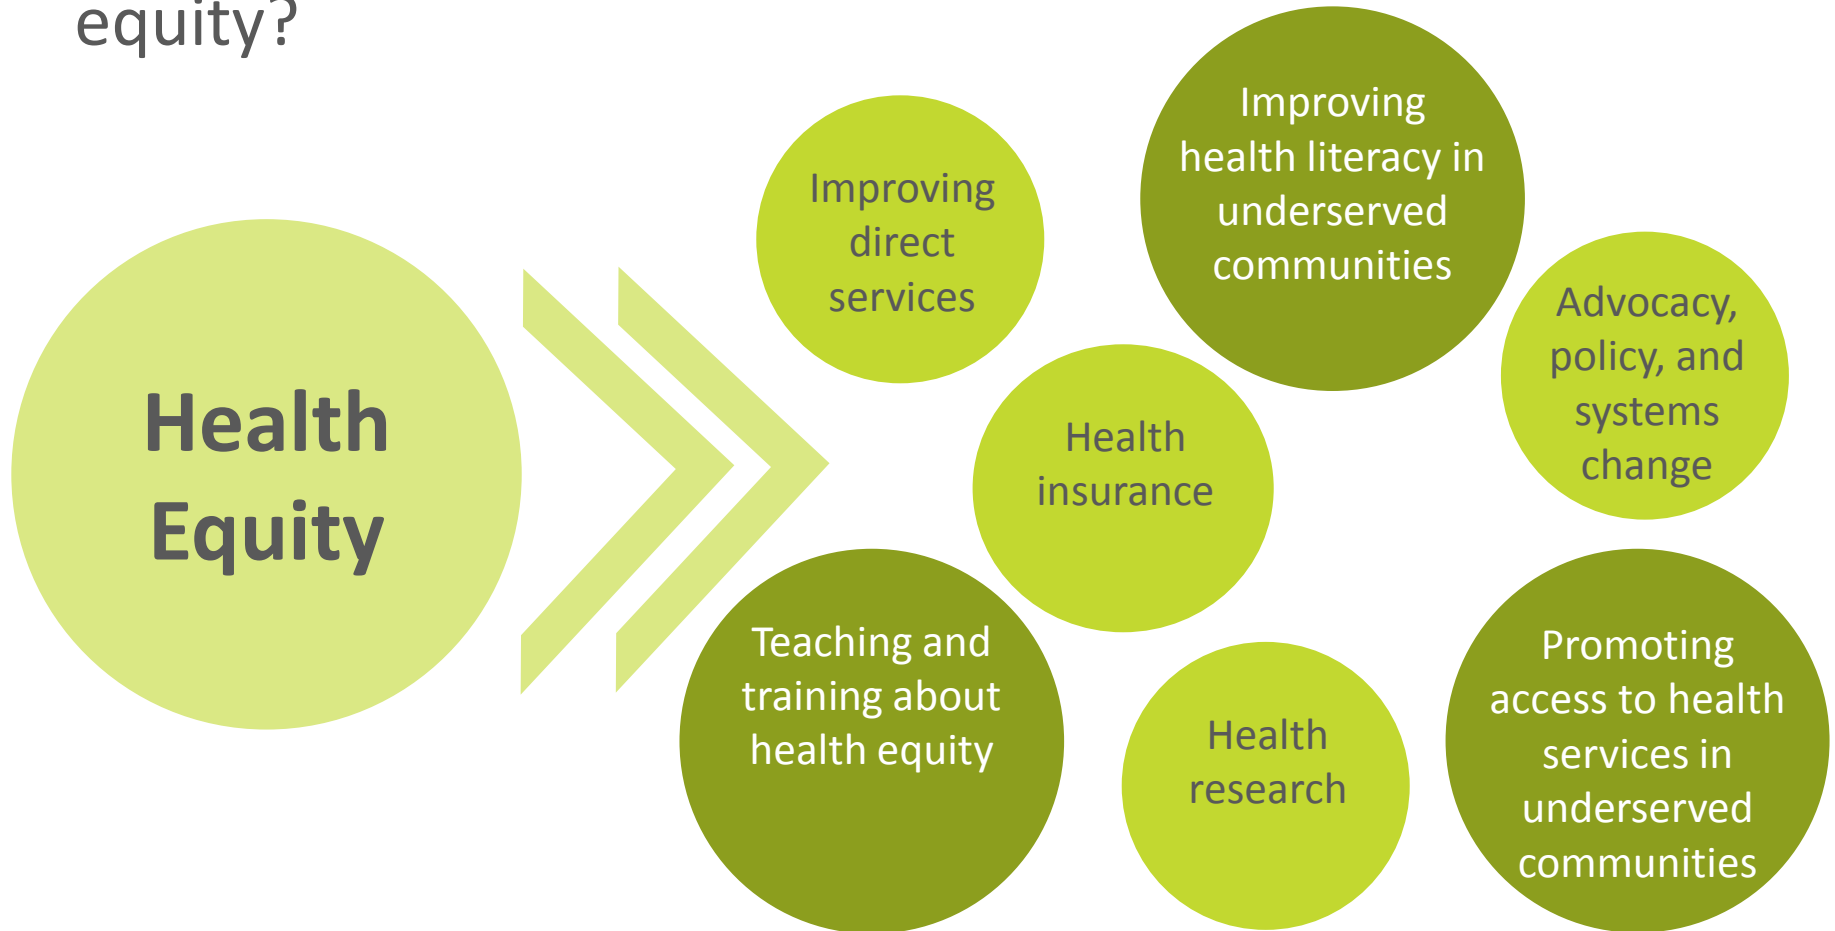 equity?
Health
Equity
Improving
direct
services
Improving
health literacy in
underserved
communities
Advocacy,
policy, and
systems
change
Health
insurance
Teaching and
training about
health equity
Health
research
Promoting
access to health
services in
underserved
communities